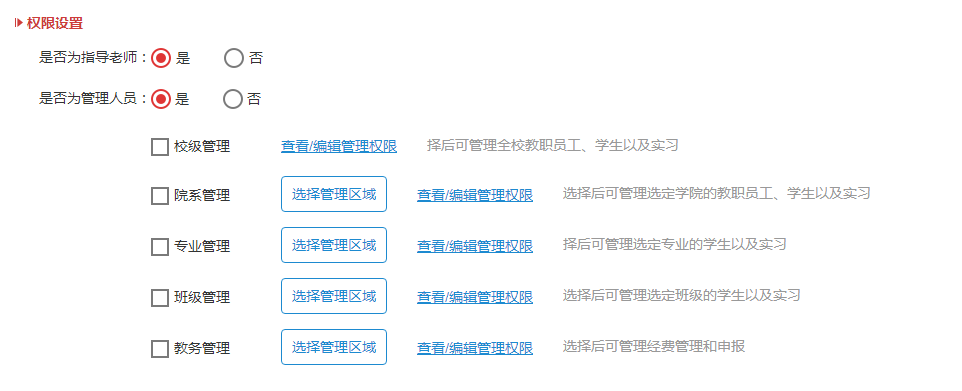 权限设置
是否为指导老师： 是 否
是否为管理人员： 是 否
校级管理 查看/编辑管理权限 择后可管理全校教职员工、学生以及实习
院系管理 选择管理区域 查看/编辑管理权限 选择后可管理选定学院的教职员工、学生以及实习
专业管理 选择管理区域 查看/编辑管理权限 择后可管理选定专业的学生以及实习
班级管理 选择管理区域 查看/编辑管理权限 选择后可管理选定班级的学生以及实习
教务管理 选择管理区域 查看/编辑管理权限 选择后可管理经费管理和申报